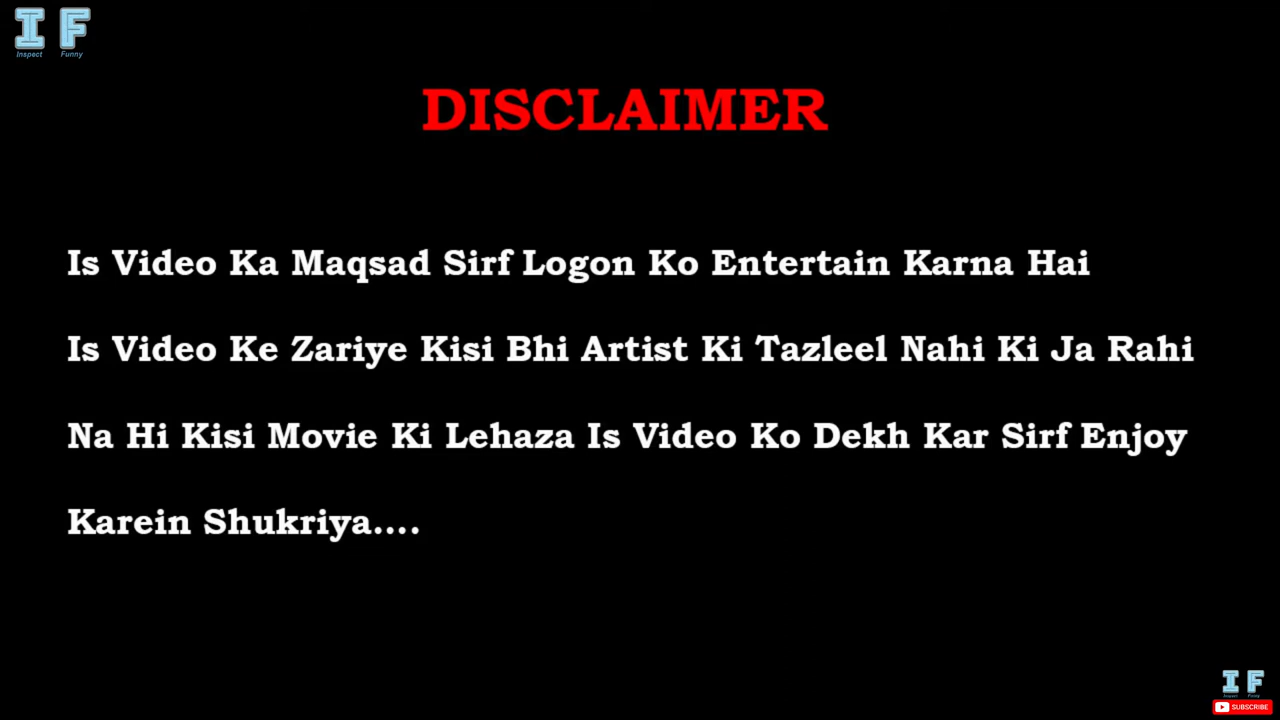 I F
Inspect Funny
DISCLAIMER
Is Video Ka Maqsad Sirf Logon Ko Entertain Karna Hai
Is Video Ke Zariye Kisi Bhi Artist Ki Tazleel Nahi Ki Ja Rahi
Na Hi Kisi Movie Ki Lehaza Is Video Ko Dekh Kar Sirf Enjoy
Karein Shukriya....
I F
Inspect Funny
SUBSCRIBE